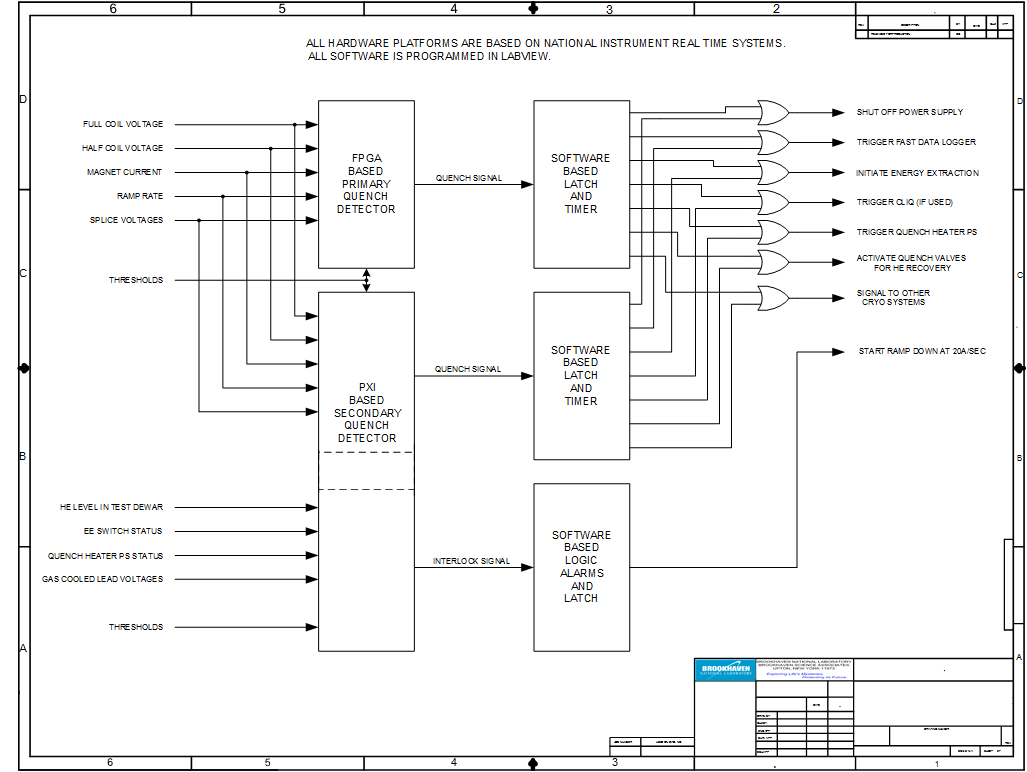 6 5 4 3 2
ALL HARDWARE PLATFORMS ARE BASED ON NATIONAL INSTRUMENT REAL TIME SYSTEMS.
ALL SOFTWARE IS PROGRAMMED IN LABVIEW.
D
D
FULL COIL VOLTAGE
HALF COIL VOLTAGE
MAGNET CURRENT
RAMP RATE
SPLICE VOLTAGES
THRESHOLDS
FPGA
BASED
PRIMARY
QUENCH
DETECTOR
QUENCH SIGNAL
SOFTWARE
BASED
LATCH
AND
TIMER
SHUT OFF POWER SUPPLY
TRIGGER FAST DATA LOGGER
INITIATE ENERGY EXTRACTION
TRIGGER CLIQ (IF USED)
TRIGGER QUENCH HEATER PS
ACTIVATE QUENCH VALVES
FOR HE RECOVERY
SIGNAL TO OTHER
CRYO SYSTEMS
C
C
PXI
BASED
SECONDARY
QUENCH
DETECTOR
QUENCH SIGNAL
SOFTWARE
BASED
LATCH
AND
TIMER
START RAMP DOWN AT 20A/SEC
B
B
HE LEVEL IN TEST DEWAR
EE SWITCH STATUS
QUENCH HEATER PS STATUS
GAS COOLED LEAD VOLTAGES
THRESHOLDS
INTERLOCK SIGNAL
SOFTWARE
BASED
LOGIC
ALARMS
AND
LATCH
A
A
BROOKHAVEN
NATIONAL LABORATORY
BROOKHAVEN NATIONAL LABORATORY
BROOKHAVEN SCIENCE ASSOCIATES
UPTON, NEW YORK 11973
6 5 4 3 2 1